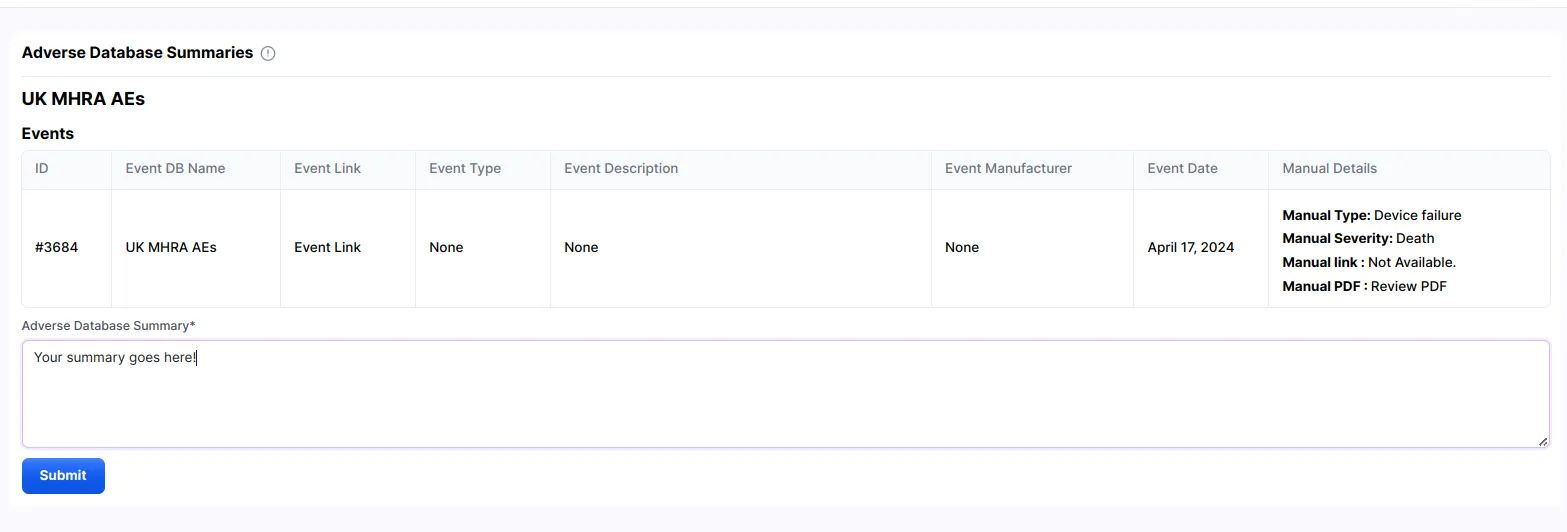 Adverse Database Summaries
UK MHRA AEs
Events
ID Event DB Name Event Link Event Type Event Description Event Manufacturer Event Date Manual Details
#3684 UK MHRA AEs Event Link None None None April 17, 2024
Manual Type: Device failure
Manual Severity: Death
Manual link : Not Available.
Manual PDF : Review PDF
Adverse Database Summary*
Your summary goes here!
Submit